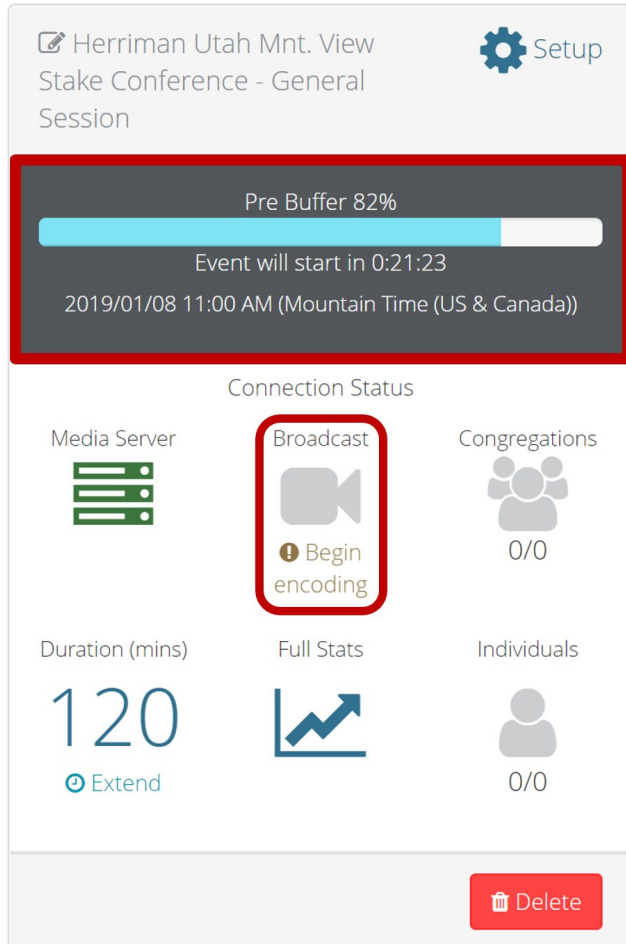 Herriman Utah Mnt. View
Stake Conference - General
Session
Setup
Pre Buffer 82%
Event will start in 0:21:23
2019/01/08 11:00 AM (Mountain Time (US & Canada))
Connection Status
Media Server
Broadcast
Begin
encoding
Congregations
0/0
Duration (mins)
120
Extend
Full Stats
Individuals
0/0
Delete